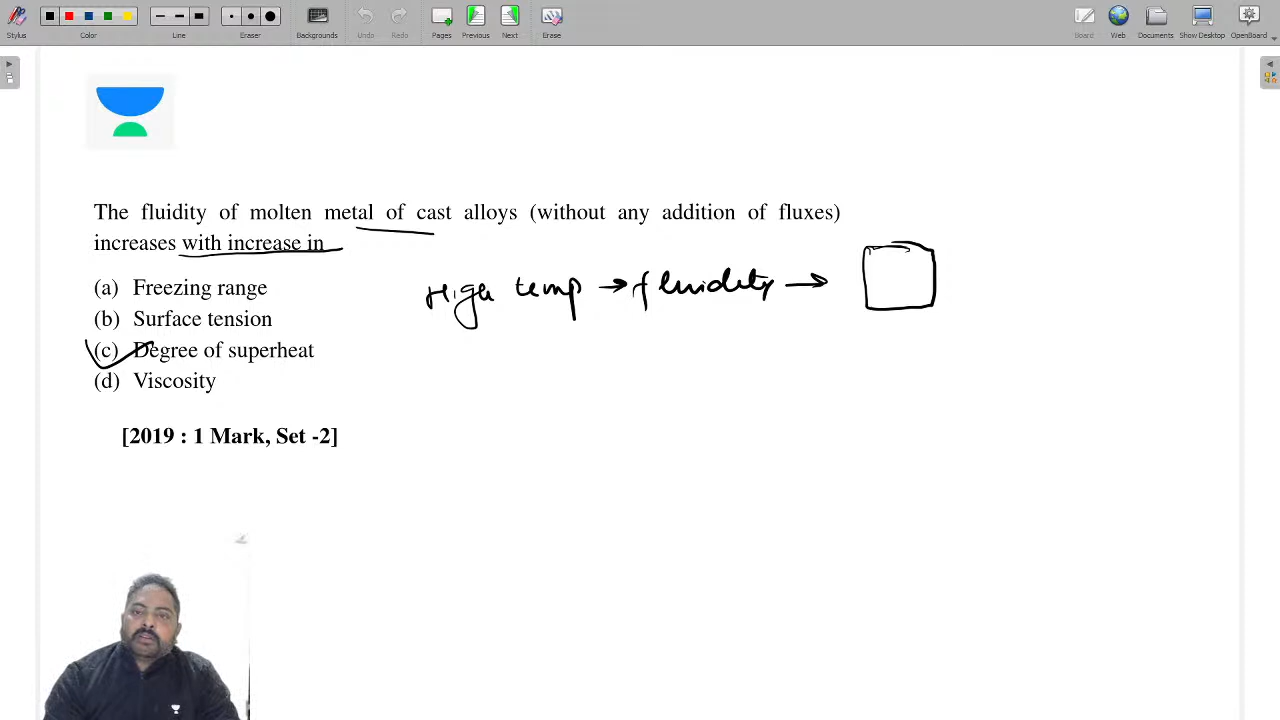 Stylus
Color
Line
Eraser
Backgrounds
Undo
Redo
Pages
Previous
Next
Erase
Board
Web
Documents
Show Desktop
OpenBoard
The fluidity of molten metal of cast alloys (without any addition of fluxes)
increases with increase in
High temp → fluidity →
(a) Freezing range
(b) Surface tension
(c) Degree of superheat
(d) Viscosity
[2019 : 1 Mark, Set -2]